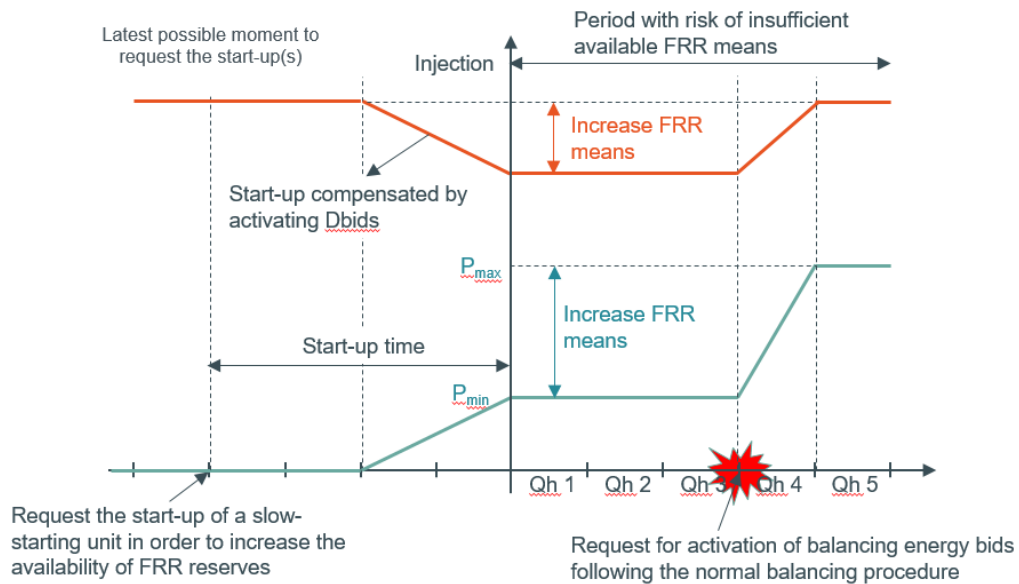 Latest possible moment to
request the start-up(s)
Period with risk of insufficient
available FRR means
Injection
Increase FRR
means
Start-up compensated by
activating Dbids
Pmax
Increase FRR
means
Start-up time
Pmin
Qh 1
Qh 2
Qh 3
Qh 4
Qh 5
Request the start-up of a slow-
starting unit in order to increase the
availability of FRR reserves
Request for activation of balancing energy bids
following the normal balancing procedure